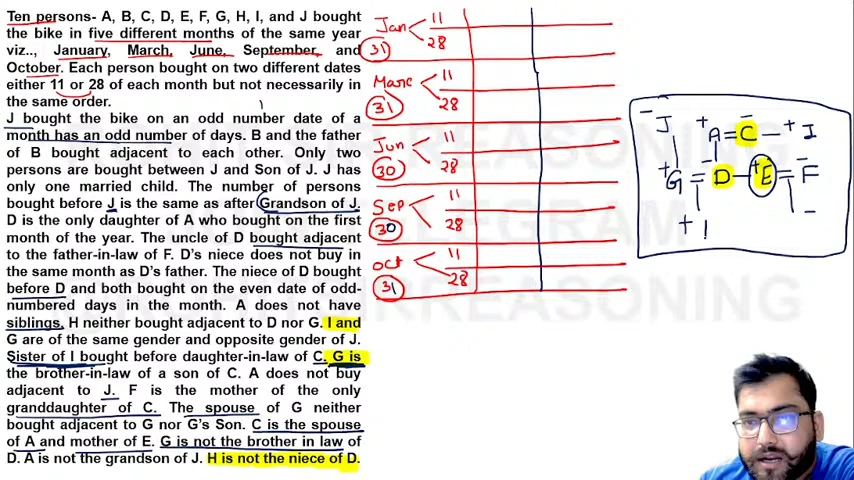 Ten persons- A, B, C, D, E, F, G, H, I, and J bought
the bike in five different months of the same year
viz.., January, March, June, September, and
October. Each person bought on two different dates
either 11 or 28 of each month but not necessarily in
the same order.
J bought the bike on an odd number date of a
month has an odd number of days. B and the father
of B bought adjacent to each other. Only two
persons are bought between J and Son of J. J has
only one married child. The number of persons
bought before J is the same as after Grandson of J.
D is the only daughter of A who bought on the first
month of the year. The uncle of D bought adjacent
to the father-in-law of F. D's niece does not buy in
the same month as D's father. The niece of D bought
before D and both bought on the even date of odd-
numbered days in the month. A does not have
siblings. H neither bought adjacent to D nor G. I and
G are of the same gender and opposite gender of J.
Sister of I bought before daughter-in-law of C. G is
the brother-in-law of a son of C. A does not buy
adjacent to J. F is the mother of the only
granddaughter of C. The spouse of G neither
bought adjacent to G nor G's Son. C is the spouse
of A and mother of E. G is not the brother in law of
D. A is not the grandson of J. H is not the niece of D.
Jan 11
31 28
Marc 11
31 28
Jun 11
30 28
Sep 11
30 28
Oct 11
31 28
- J + A = C - + I
+ G = D - + E = F
+ -